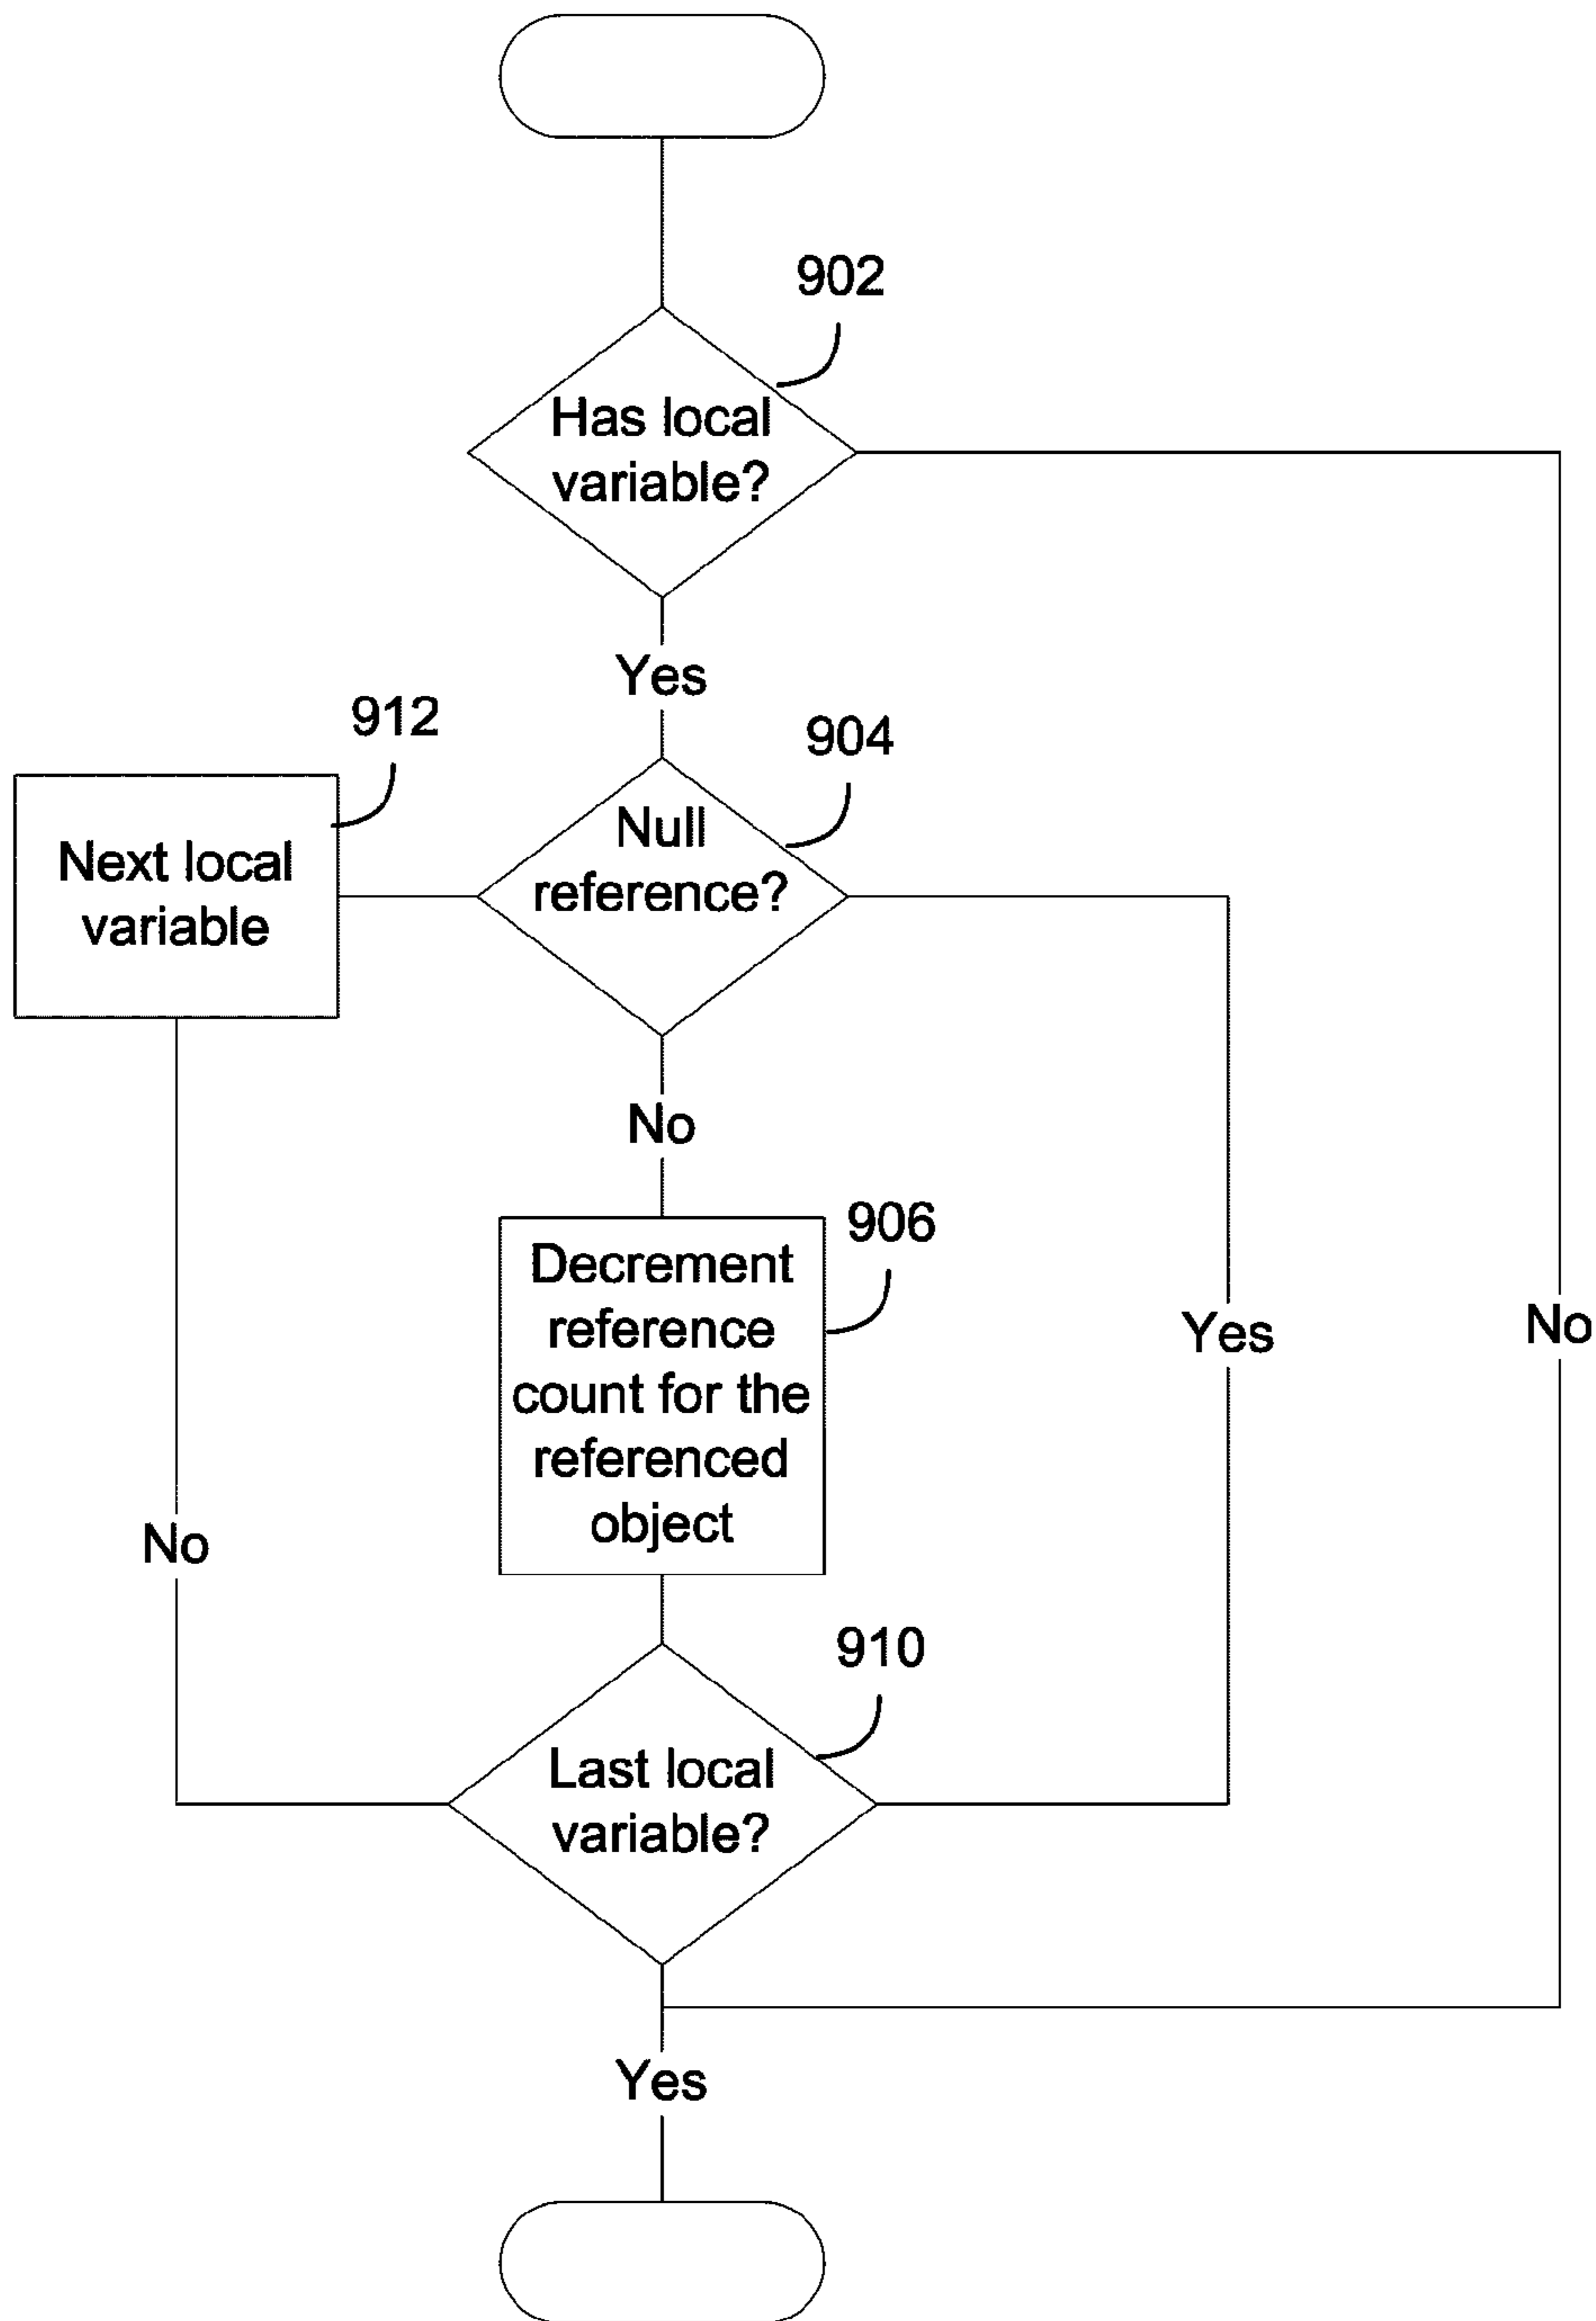 902
Has local
variable?
Yes
912
904
Next local
variable
Null
reference?
No
906
Decrement
reference
count for the
referenced
object
Yes
No
No
910
Last local
variable?
Yes